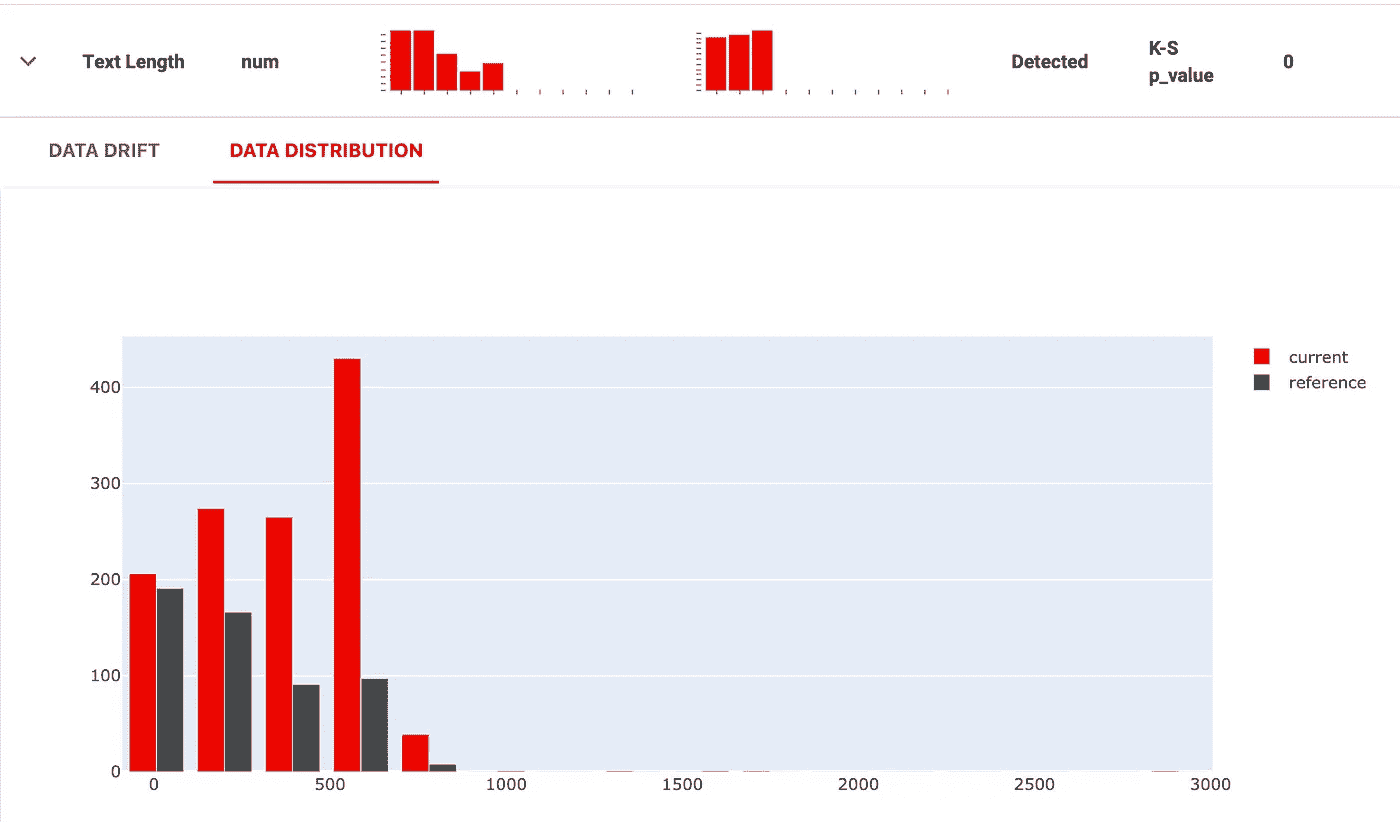 Text Length num Detected K-S p_value 0
DATA DRIFT DATA DISTRIBUTION
current
reference
400
300
200
100
0
0 500 1000 1500 2000 2500 3000